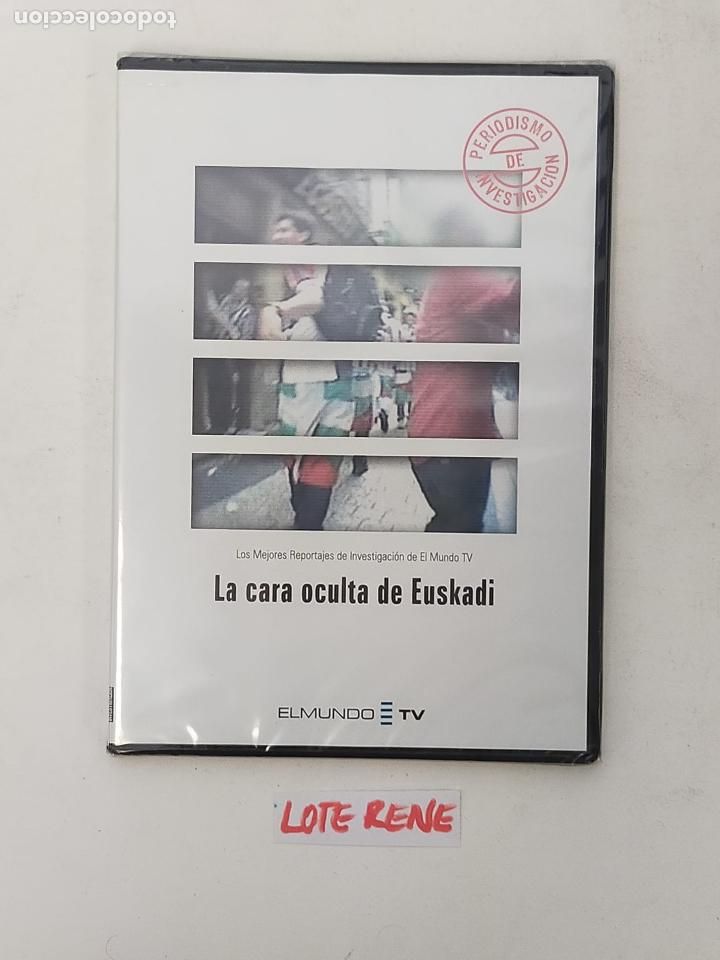 todocoleccion
PERIODISMO
DE
INVESTIGACIÓN
Los Mejores Reportajes de Investigación de El Mundo TV
La cara oculta de Euskadi
ELMUNDO TV
LOTE RENE